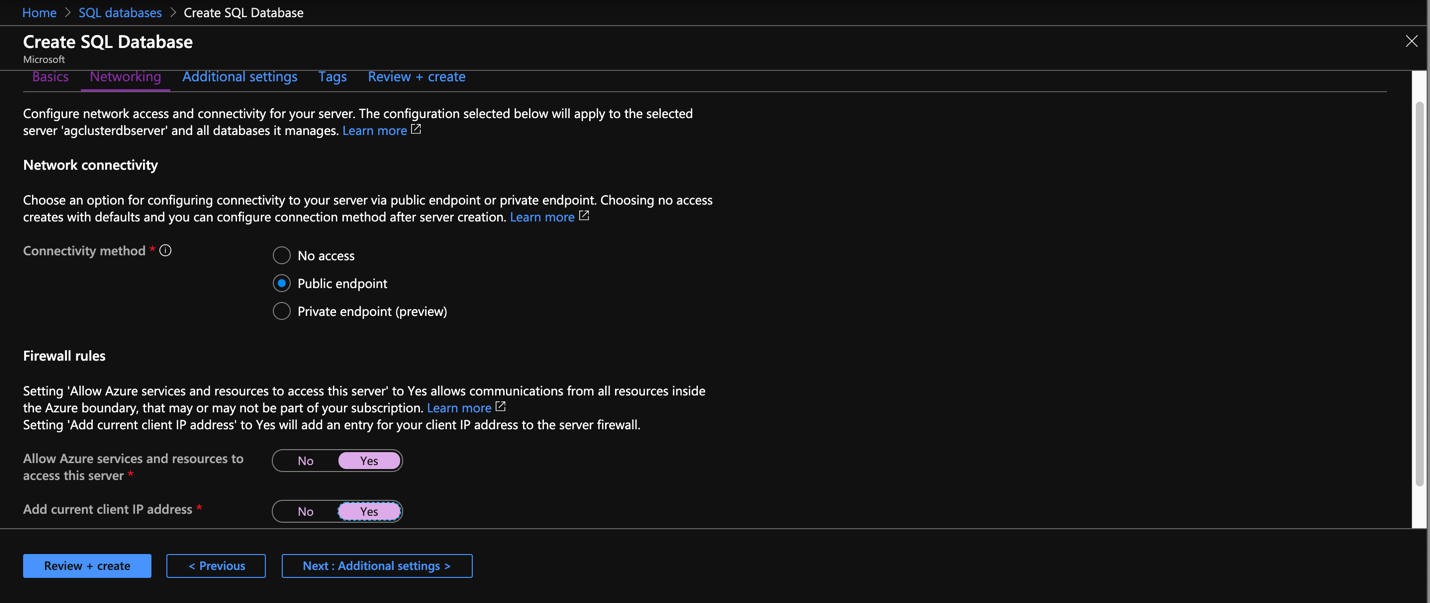 Home > SQL databases > Create SQL Database
Create SQL Database
Microsoft
Basics Networking Additional settings Tags Review + create
Configure network access and connectivity for your server. The configuration selected below will apply to the selected
server 'agclusterdbserver' and all databases it manages. Learn more
Network connectivity
Choose an option for configuring connectivity to your server via public endpoint or private endpoint. Choosing no access
creates with defaults and you can configure connection method after server creation. Learn more
Connectivity method *
No access
Public endpoint
Private endpoint (preview)
Firewall rules
Setting 'Allow Azure services and resources to access this server' to Yes allows communications from all resources inside
the Azure boundary, that may or may not be part of your subscription. Learn more
Setting 'Add current client IP address' to Yes will add an entry for your client IP address to the server firewall.
Allow Azure services and resources to
access this server *
No Yes
Add current client IP address *
No Yes
Review + create < Previous Next : Additional settings >